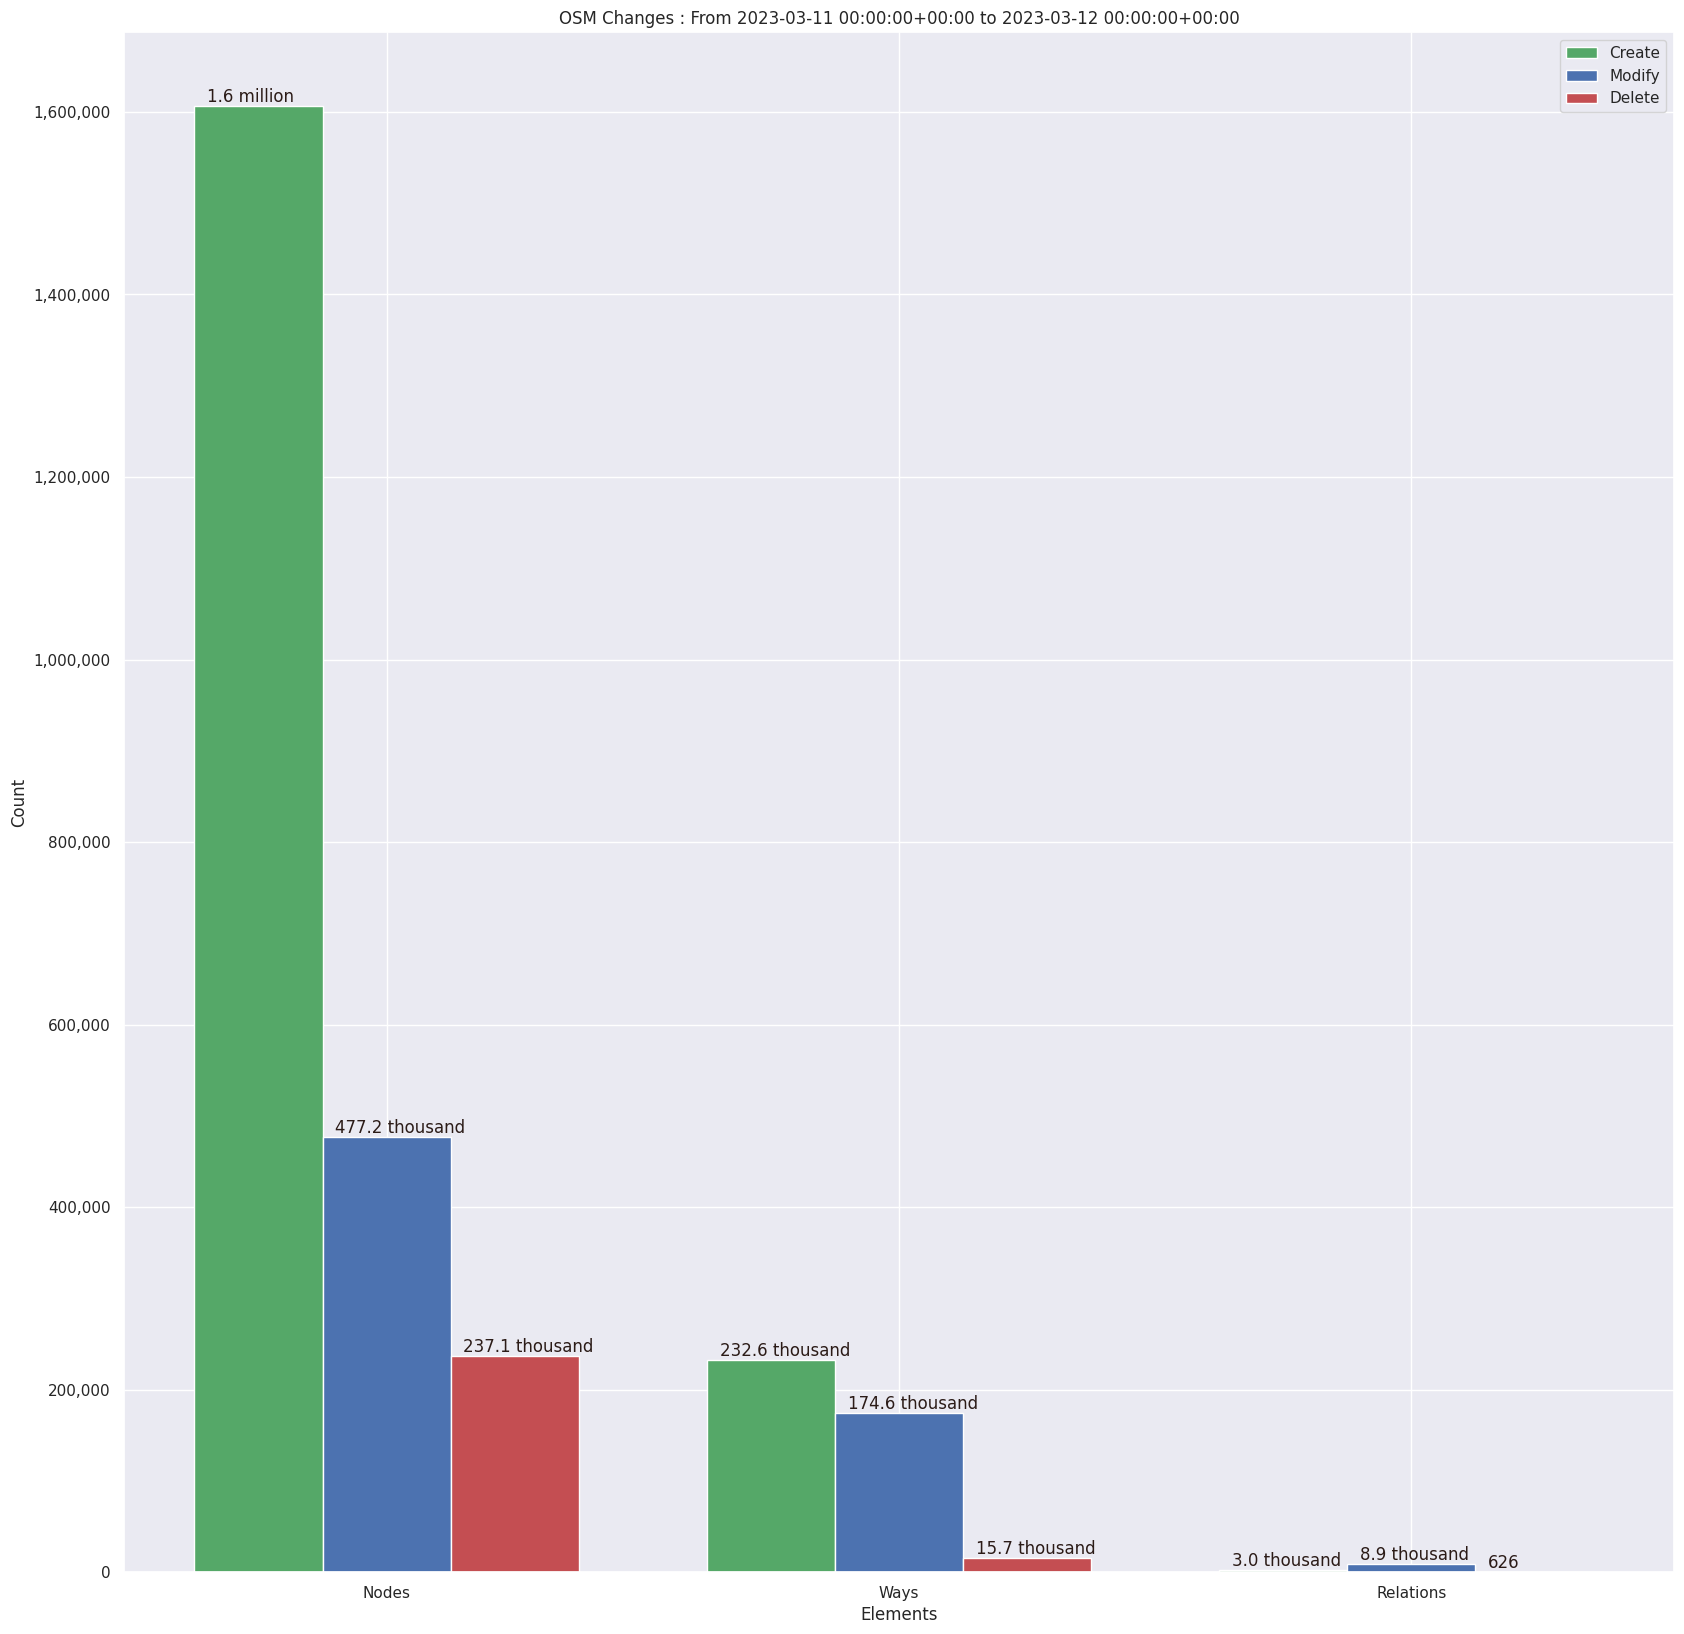 OSM Changes : From 2023-03-11 00:00:00+00:00 to 2023-03-12 00:00:00+00:00
Create
Modify
Delete
1.6 million
1,600,000
1,400,000
1,200,000
1,000,000
800,000
600,000
400,000
200,000
0
Count
477.2 thousand
237.1 thousand
232.6 thousand
174.6 thousand
15.7 thousand
3.0 thousand
8.9 thousand
626
Nodes
Ways
Relations
Elements